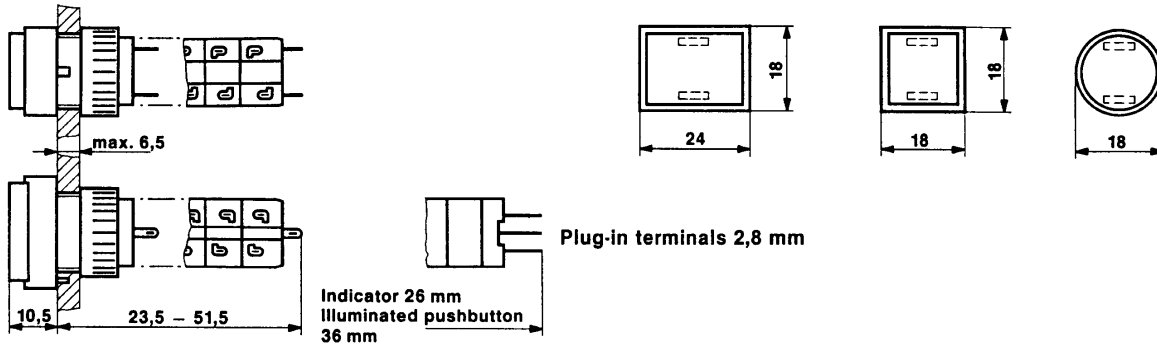 max. 6,5
10,5
23,5 – 51,5
Indicator 26 mm
Illuminated pushbutton
36 mm
Plug-in terminals 2,8 mm
18
24
18
18
18